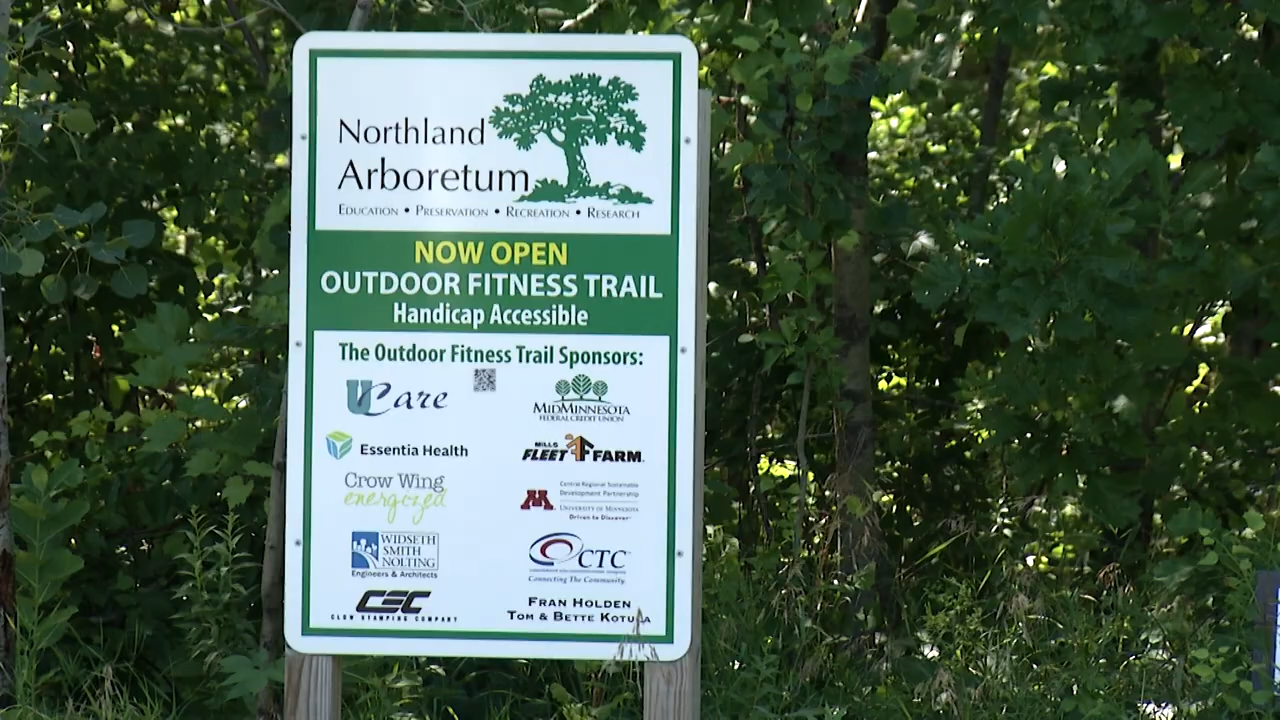 Northland
Arboretum
EDUCATION • PRESERVATION • RECREATION • RESEARCH
NOW OPEN
OUTDOOR FITNESS TRAIL
Handicap Accessible
The Outdoor Fitness Trail Sponsors:
UCare
MIDMINNESOTA
FEDERAL CREDIT UNION
Essentia Health
MILLS
FLEET FARM
Crow Wing
energized
Central Regional Sustainable
Development Partnership
UNIVERSITY OF MINNESOTA
Driven to Discover
WIDSETH
SMITH
NOLTING
Engineers & Architects
CTC
Connecting The Community.
CEC
CLOW STAMPING COMPANY
FRAN HOLDEN
TOM & BETTE KOTULA